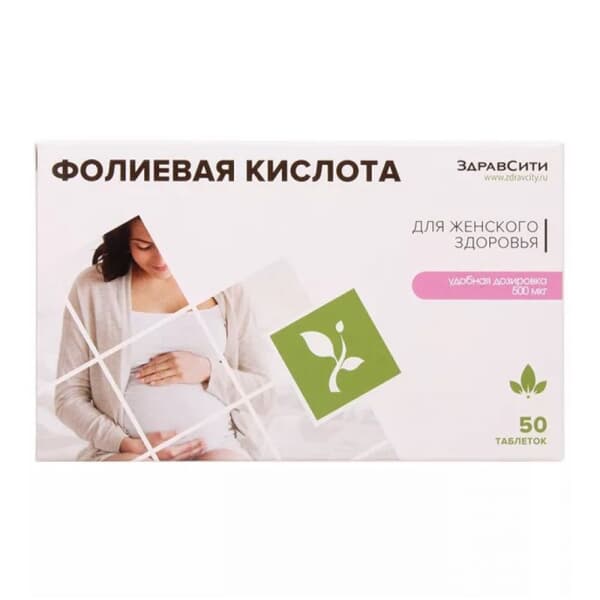 ФОЛИЕВАЯ КИСЛОТА
ЗДРАВСИТИ
www.zdravcity.ru
ДЛЯ ЖЕНСКОГО
ЗДОРОВЬЯ
удобная дозировка
500 мкг
50
ТАБЛЕТОК